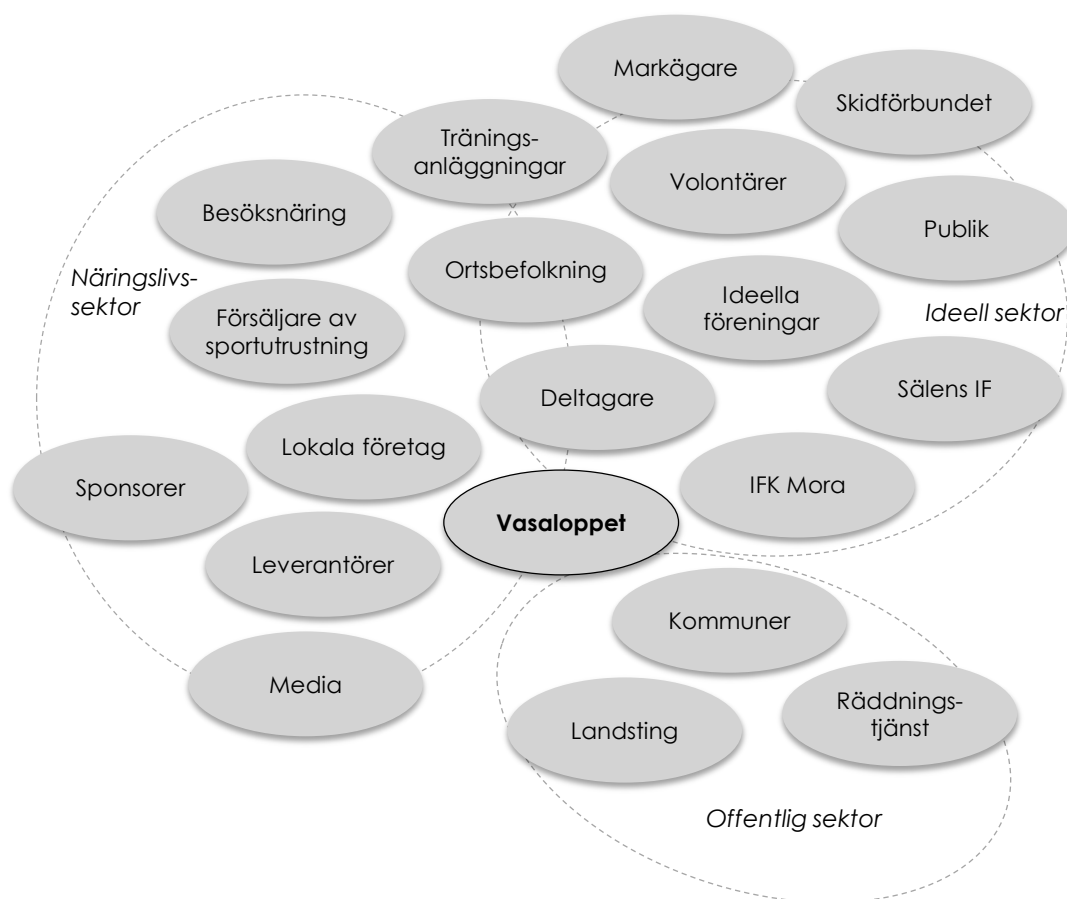 Markägare
Skidförbundet
Tränings-
anläggningar
Volontärer
Besöksnäring
Publik
Ortsbefolkning
Näringslivs-
sektor
Ideella
föreningar
Ideell sektor
Försäljare av
sportutrustning
Deltagare
Sälens IF
Lokala företag
Sponsorer
IFK Mora
Vasaloppet
Leverantörer
Kommuner
Media
Räddnings-
tjänst
Landsting
Offentlig sektor